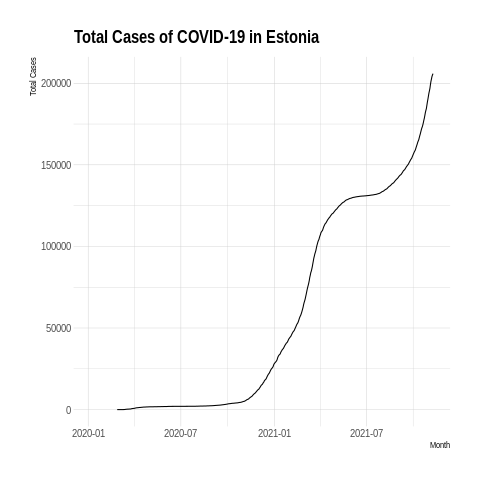 Total Cases of COVID-19 in Estonia
Total Cases
200000
150000
100000
50000
0
2020-01 2020-07 2021-01 2021-07
Month